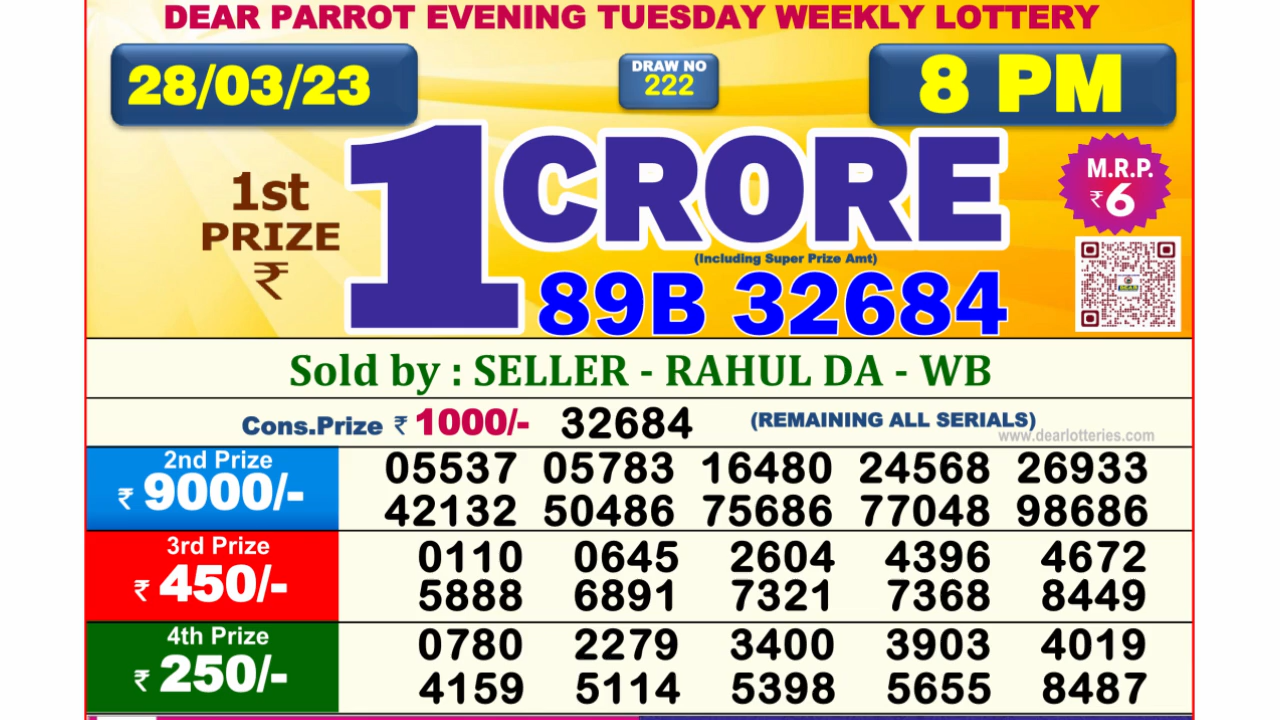 DEAR PARROT EVENING TUESDAY WEEKLY LOTTERY
28/03/23
DRAW NO
222
8 PM
1st
PRIZE
₹
1 CRORE
(Including Super Prize Amt)
M.R.P.
₹ 6
89B 32684
Sold by : SELLER - RAHUL DA - WB
Cons.Prize ₹ 1000/- 32684 (REMAINING ALL SERIALS)
www.dearlotteries.com
2nd Prize
₹ 9000/-
05537 05783 16480 24568 26933
42132 50486 75686 77048 98686
3rd Prize
₹ 450/-
0110 0645 2604 4396 4672
5888 6891 7321 7368 8449
4th Prize
₹ 250/-
0780 2279 3400 3903 4019
4159 5114 5398 5655 8487